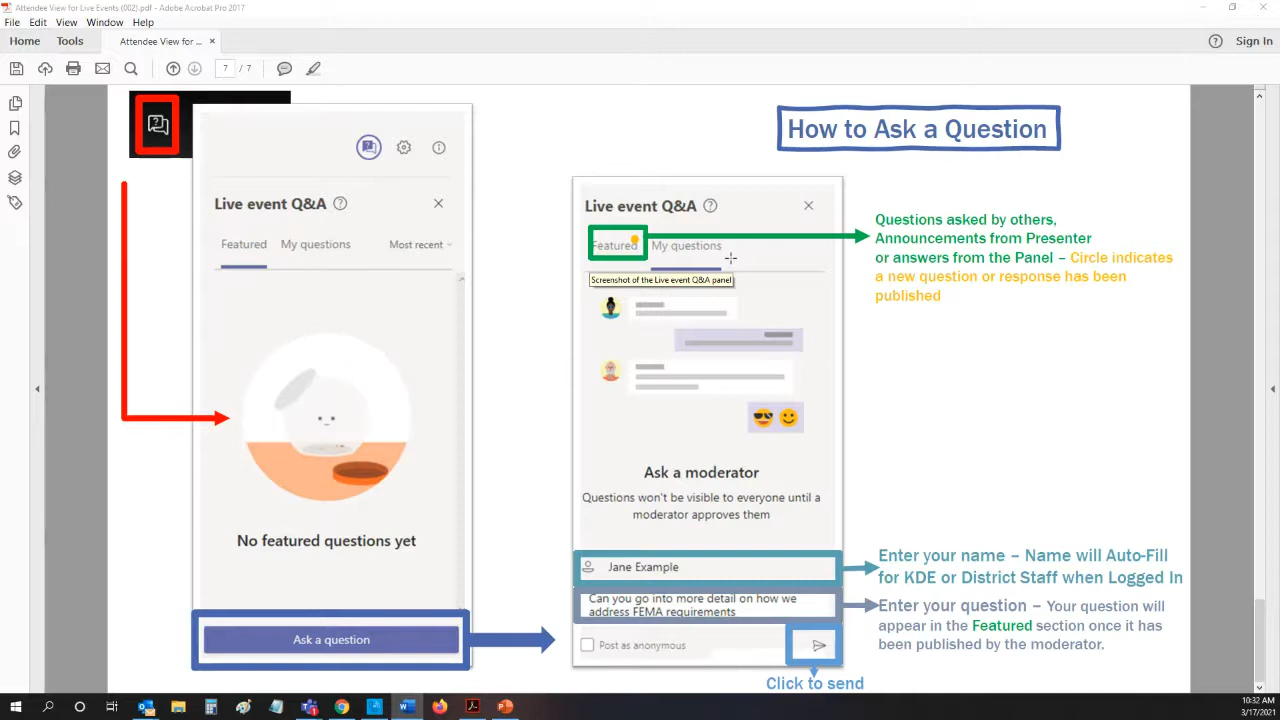 Attendee View for Live Events (002).pdf - Adobe Acrobat Pro 2017
File Edit View Window Help
Home Tools Attendee View for ... × Sign In
7 / 7
How to Ask a Question
Live event Q&A
Featured My questions Most recent
No featured questions yet
Ask a question
Live event Q&A
Featured My questions
Screenshot of the Live event Q&A panel
Ask a moderator
Questions won't be visible to everyone until a
moderator approves them
Jane Example
Can you go into more detail on how we
address FEMA requirements
Post as anonymous
Click to send
Questions asked by others,
Announcements from Presenter
or answers from the Panel – Circle indicates
a new question or response has been
published
Enter your name – Name will Auto-Fill
for KDE or District Staff when Logged In
Enter your question – Your question will
appear in the Featured section once it has
been published by the moderator.
10:32 AM
3/17/2021